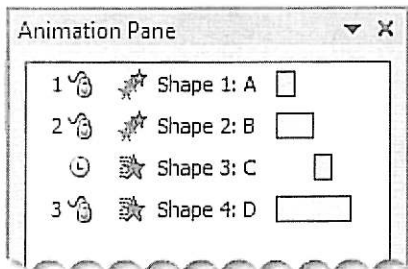 Animation Pane
1 Shape 1: A
2 Shape 2: B
Shape 3: C
3 Shape 4: D